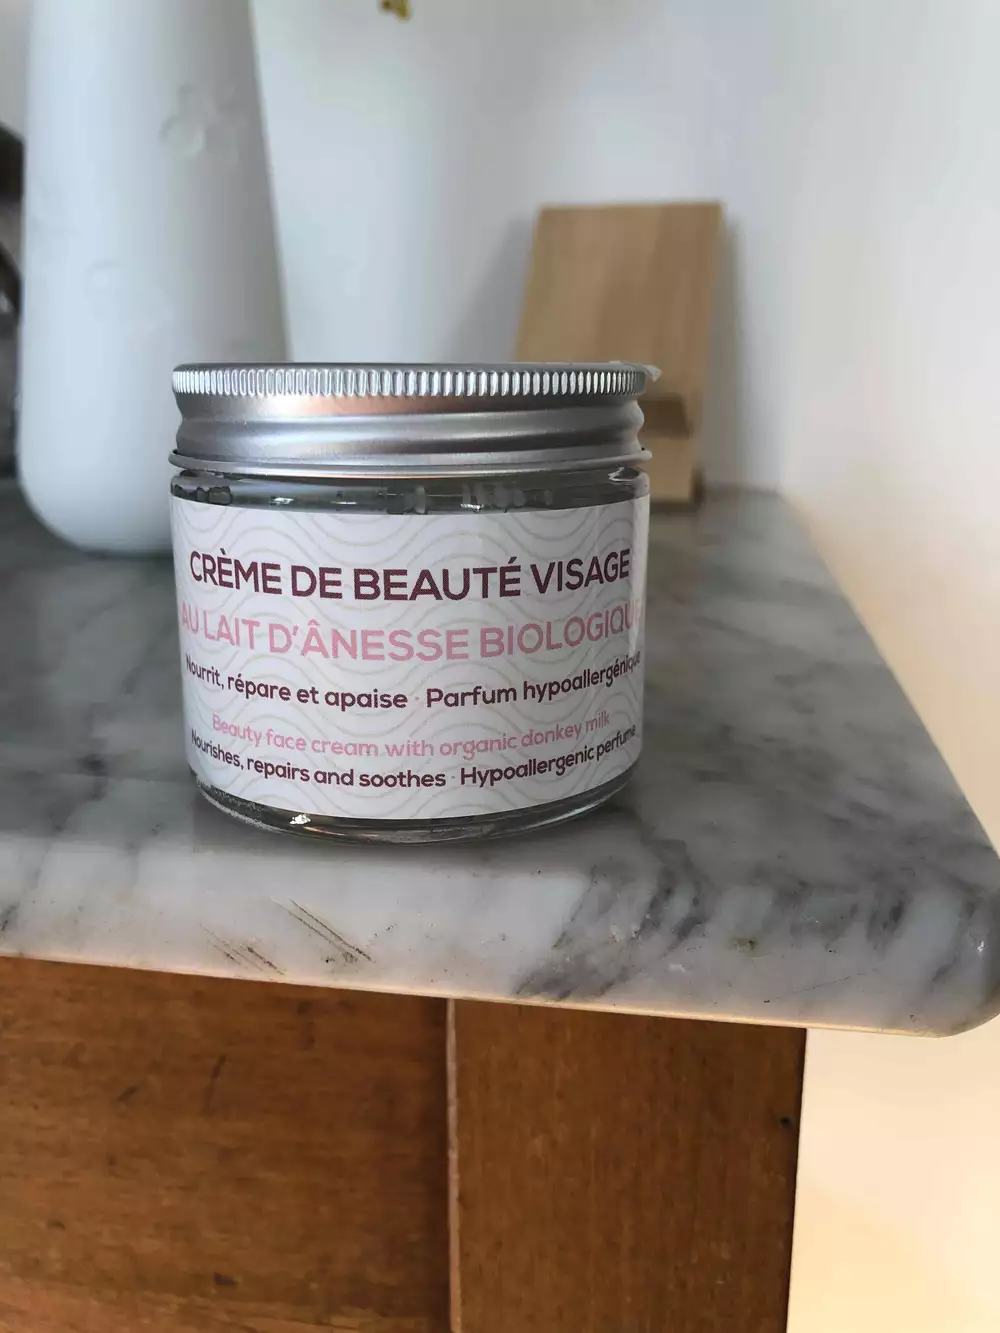 CRÈME DE BEAUTÉ VISAGE
AU LAIT D'ÂNESSE BIOLOGIQUE
Nourrit, répare et apaise · Parfum hypoallergénique
Beauty face cream with organic donkey milk
Nourishes, repairs and soothes · Hypoallergenic perfume